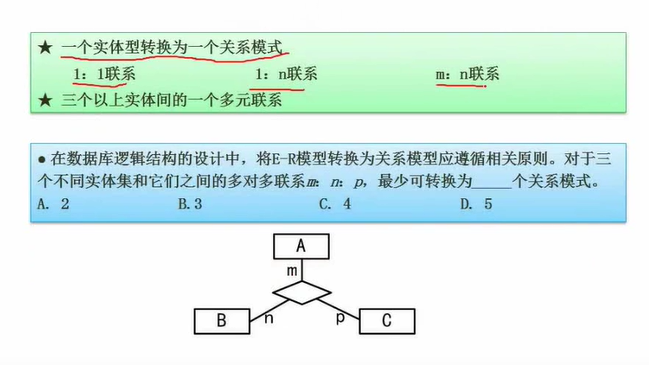 ★ 一个实体型转换为一个关系模式
1：1联系 1：n联系 m：n联系
★ 三个以上实体间的一个多元联系
● 在数据库逻辑结构的设计中，将E-R模型转换为关系模型应遵循相关原则。对于三
个不同实体集和它们之间的多对多联系m：n：p，最少可转换为_____个关系模式。
A. 2 B.3 C. 4 D. 5
A
m
B n p C